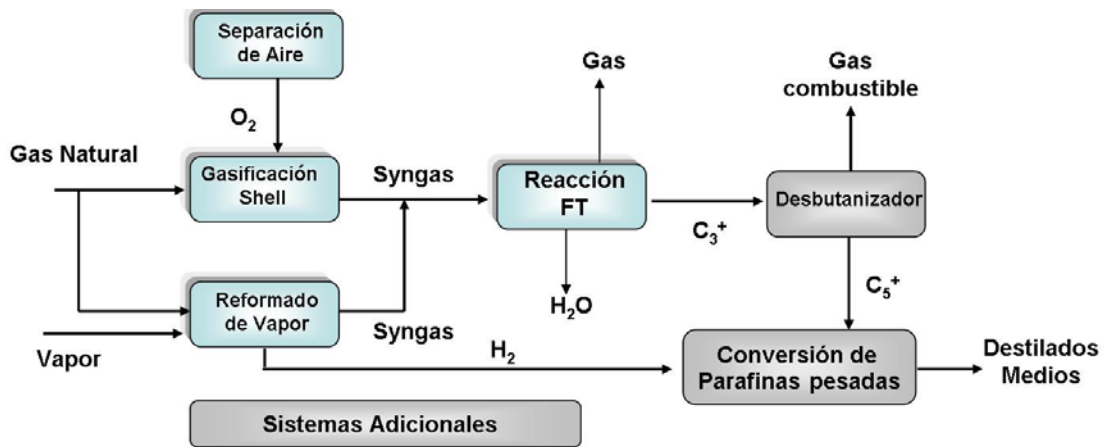 Separación
de Aire
Gas
Gas
combustible
O2
Gas Natural
Gasificación
Shell
Syngas
Reacción
FT
C3+
Desbutanizador
Reformado
de Vapor
Syngas
H2O
C5+
Vapor
H2
Conversión de
Parafinas pesadas
Destilados
Medios
Sistemas Adicionales